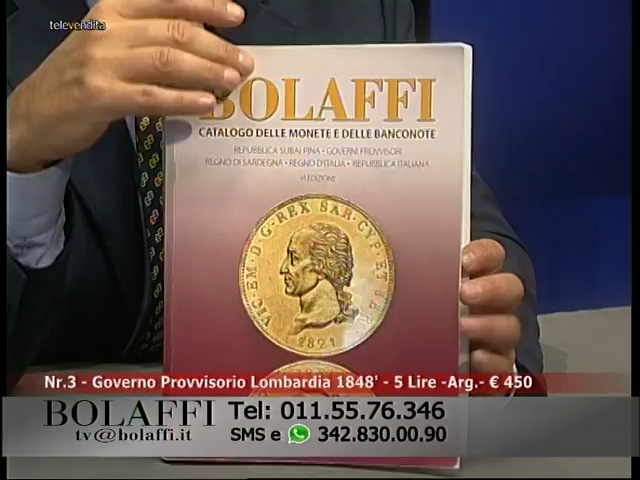 televendita
BOLAFFI
CATALOGO DELLE MONETE E DELLE BANCONOTE
REPUBBLICA SUBALPINA • GOVERNI PROVVISORI
REGNO DI SARDEGNA • REGNO D'ITALIA • REPUBBLICA ITALIANA
VI EDIZIONE
VIC·EM·D·G·REX SAR·CYP·ET IER
1821
Nr.3 - Governo Provvisorio Lombardia 1848' - 5 Lire -Arg.- € 450
BOLAFFI Tel: 011.55.76.346
tv@bolaffi.it SMS e 342.830.00.90